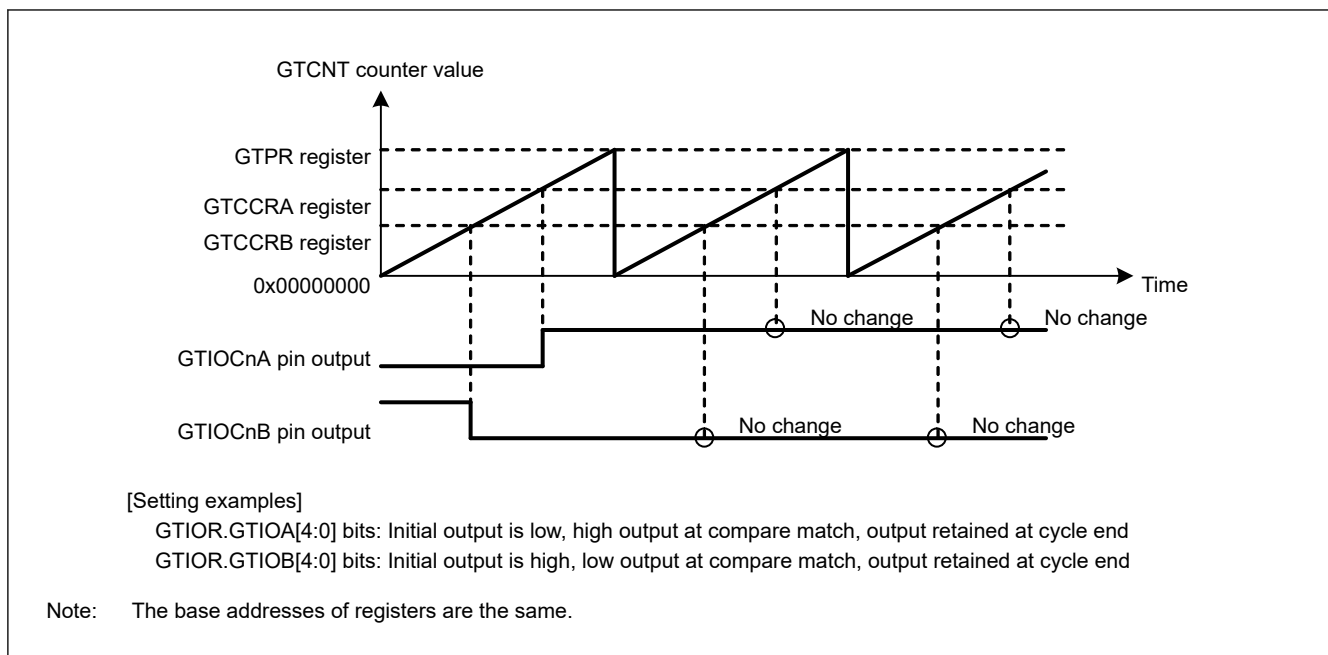 GTCNT counter value
GTPR register
GTCCRA register
GTCCRB register
0x00000000
Time
No change
No change
GTIOCnA pin output
No change
No change
GTIOCnB pin output
[Setting examples]
GTIOR.GTIOA[4:0] bits: Initial output is low, high output at compare match, output retained at cycle end
GTIOR.GTIOB[4:0] bits: Initial output is high, low output at compare match, output retained at cycle end
Note: The base addresses of registers are the same.